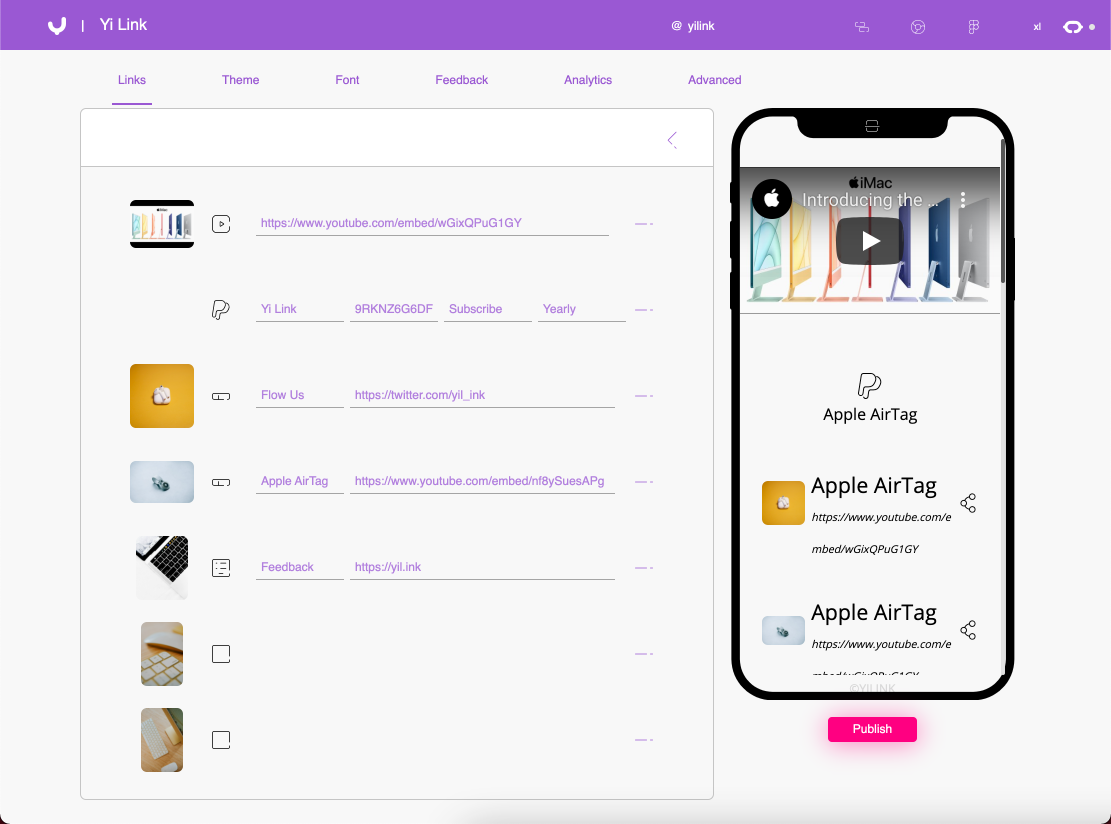 | Yi Link
@ yilink
xl
Links Theme Font Feedback Analytics Advanced
https://www.youtube.com/embed/wGixQPuG1GY
Yi Link 9RKNZ6G6DF Subscribe Yearly
Flow Us https://twitter.com/yil_ink
Apple AirTag https://www.youtube.com/embed/nf8ySuesAPg
Feedback https://yil.ink
iMac
Introducing the ...
Apple AirTag
Apple AirTag
https://www.youtube.com/e
mbed/wGixQPuG1GY
Apple AirTag
https://www.youtube.com/e
mbed/wGixQPuG1GY
©YILINK
Publish